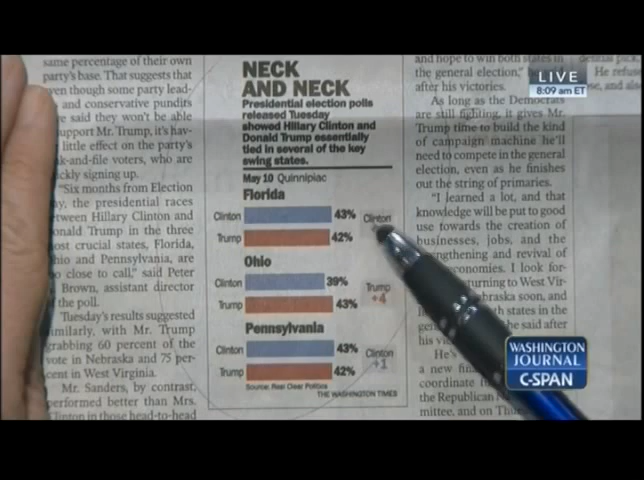 same percentage of their own
party's base. That suggests that
even though some party lead-
and conservative pundits
said they won't be able
support Mr. Trump, it's hav-
little effect on the party's
-and-file voters, who are
signing up.
"Six months from Election
the presidential races
between Hillary Clinton and
Donald Trump in the three
most crucial states, Florida,
Ohio and Pennsylvania, are
close to call," said Peter
Brown, assistant director
of the poll.
Tuesday's results suggested
similarly, with Mr. Trump
grabbing 60 percent of the
vote in Nebraska and 75 per-
cent in West Virginia.
Mr. Sanders, by contrast,
performed better than Mrs.
Clinton in those head-to-head
NECK
AND NECK
Presidential election polls
released Tuesday
showed Hillary Clinton and
Donald Trump essentially
tied in several of the key
swing states.
May 10 Quinnipiac
Florida
Clinton 43% Clinton
Trump 42%
Ohio
Clinton 39% Trump
Trump 43% +4
Pennsylvania
Clinton 43% Clinton
Trump 42% +1
Source: Real Clear Politics
THE WASHINGTON TIMES
and hope to win both states in
the general election,"
after his victories.
As long as the Democrats
are still fighting, it gives Mr.
Trump time to build the kind
of campaign machine he'll
need to compete in the general
election, even as he finishes
out the string of primaries.
"I learned a lot, and that
knowledge will be put to good
use towards the creation of
businesses, jobs, and the
and revival of
economies. I look for-
returning to West Vir-
soon, and
states in the
he said after
his
He's
a new
coordinate
the Republican
mittee, and on
He refuse
LIVE
8:09 am ET
WASHINGTON
JOURNAL
C-SPAN